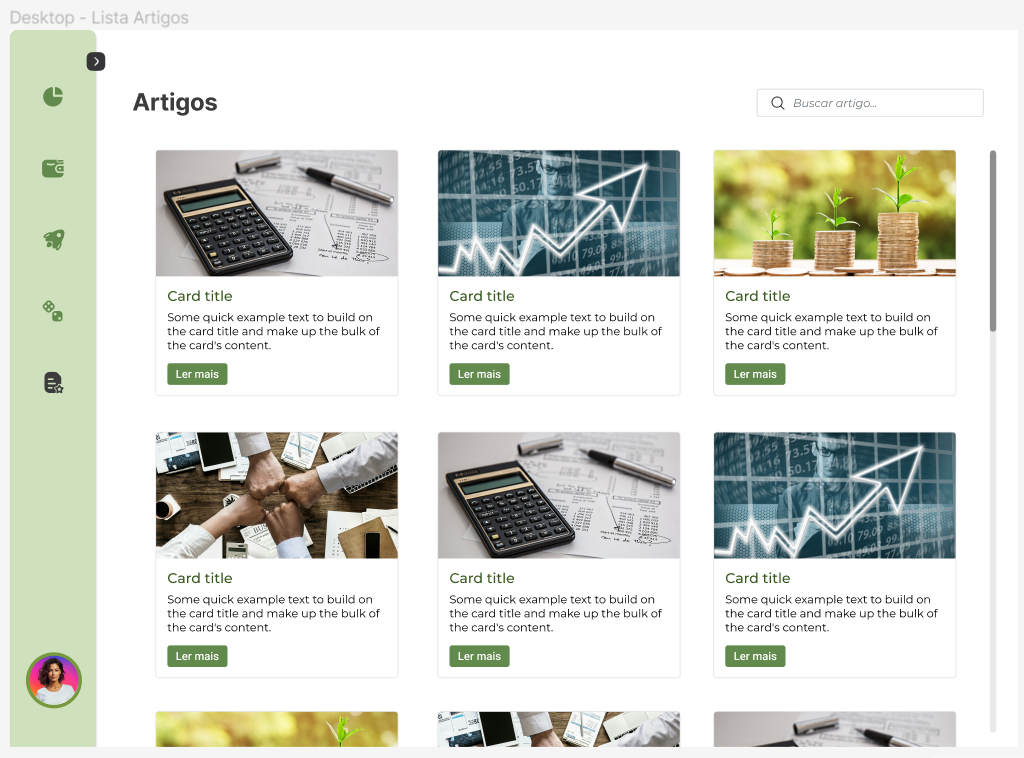 Desktop - Lista Artigos
Artigos
Buscar artigo...
Card title
Some quick example text to build on
the card title and make up the bulk of
the card's content.
Ler mais
Card title
Some quick example text to build on
the card title and make up the bulk of
the card's content.
Ler mais
Card title
Some quick example text to build on
the card title and make up the bulk of
the card's content.
Ler mais
Card title
Some quick example text to build on
the card title and make up the bulk of
the card's content.
Ler mais
Card title
Some quick example text to build on
the card title and make up the bulk of
the card's content.
Ler mais
Card title
Some quick example text to build on
the card title and make up the bulk of
the card's content.
Ler mais